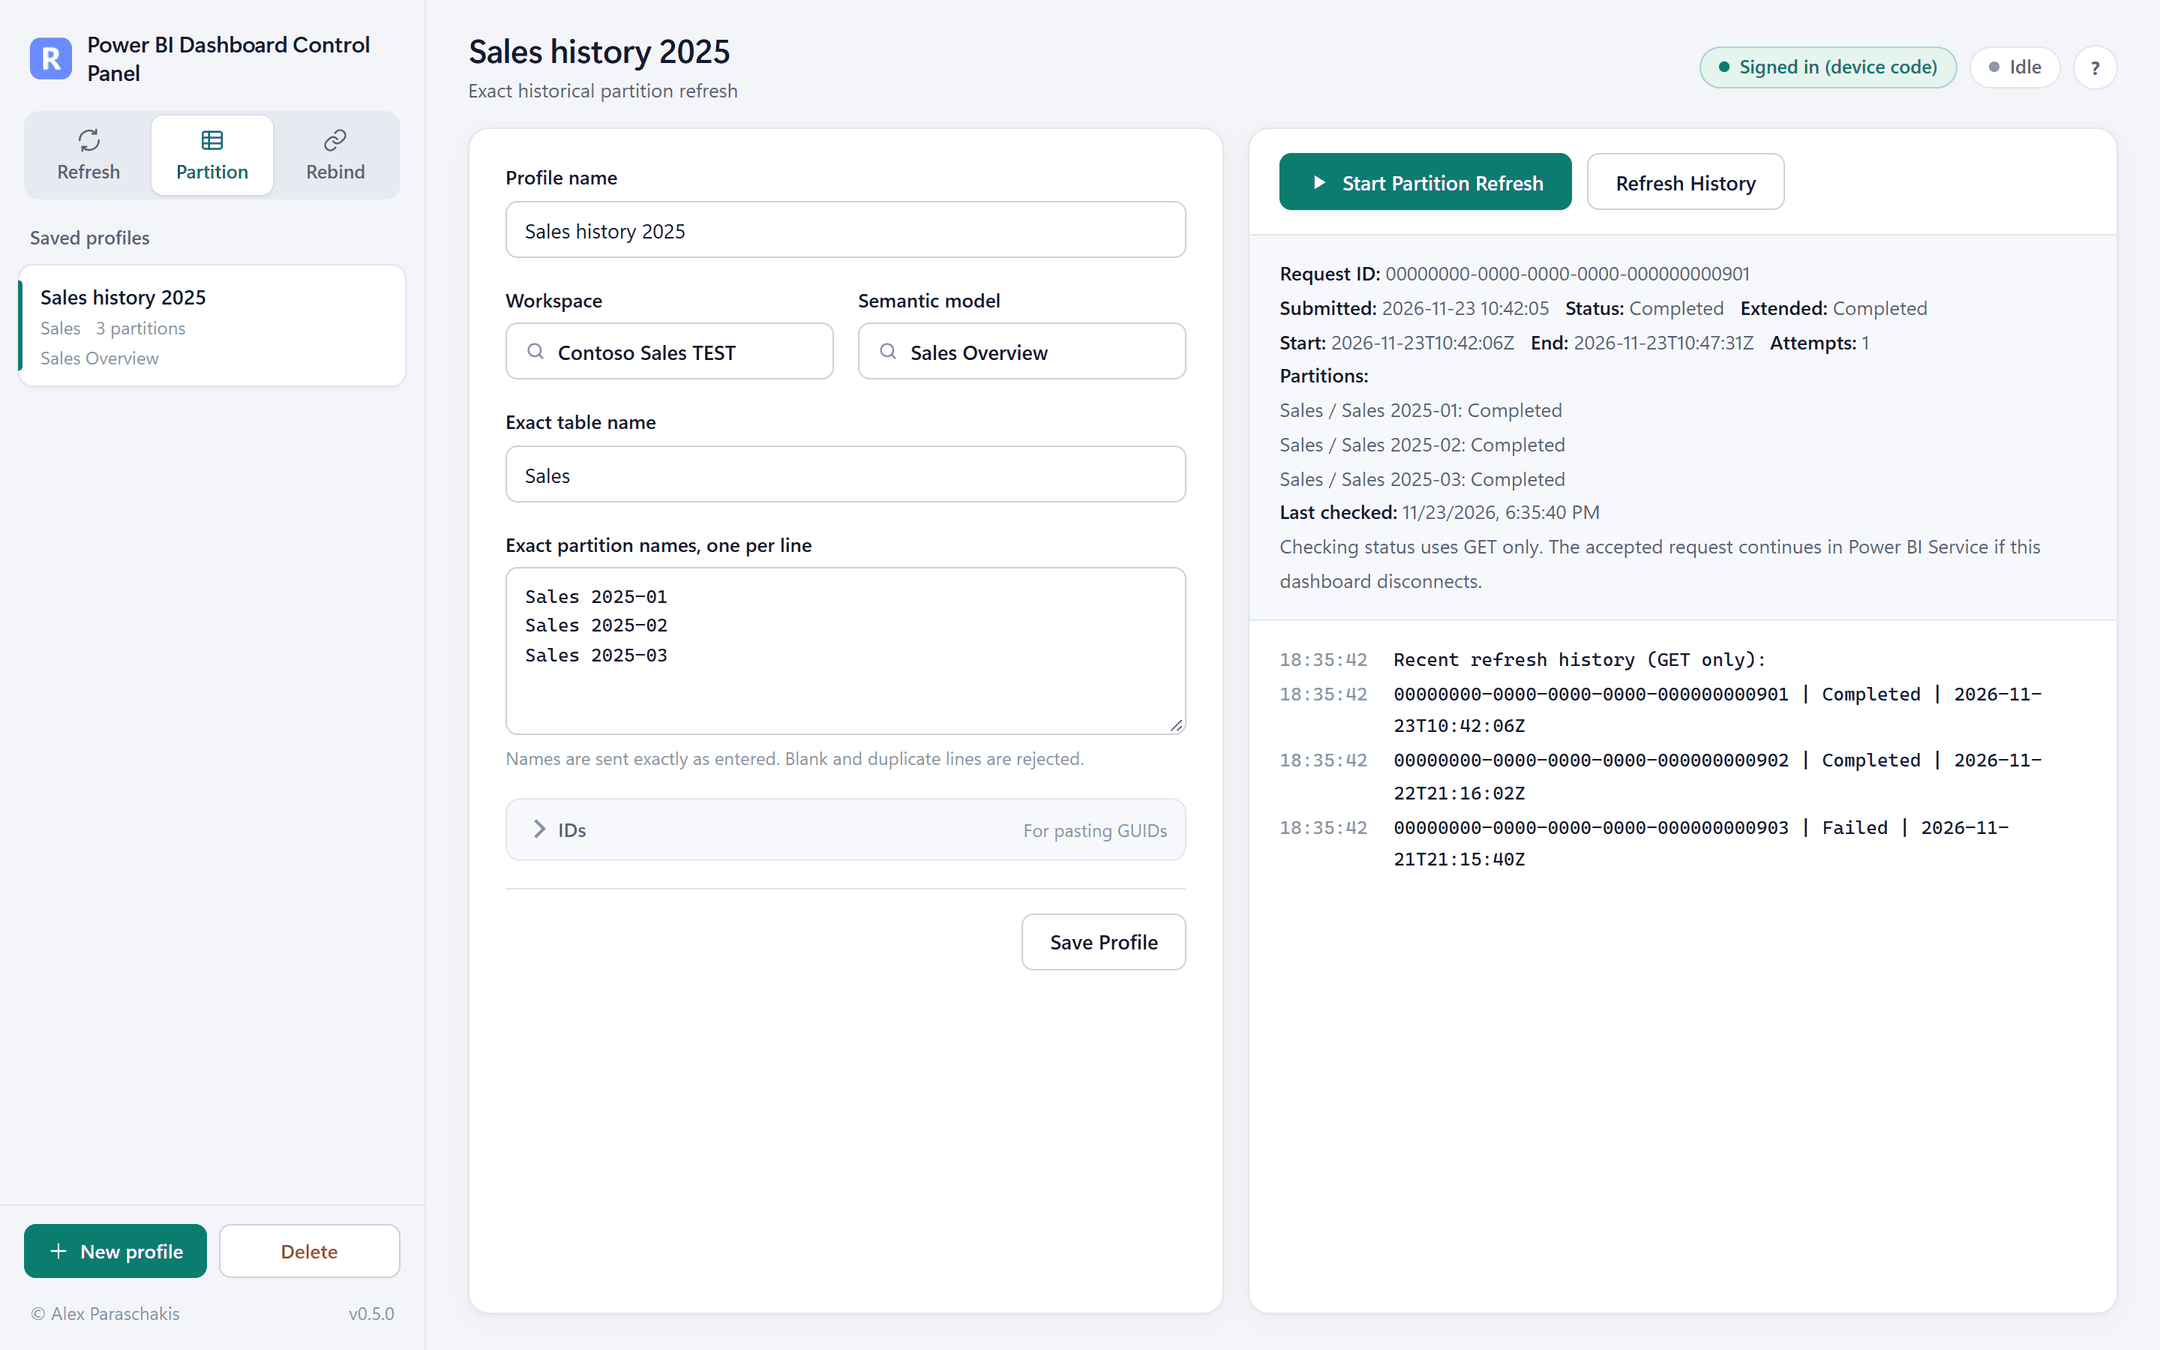 R
Power BI Dashboard Control
Panel
Refresh
Partition
Rebind
Saved profiles
Sales history 2025
Sales 3 partitions
Sales Overview
New profile
Delete
© Alex Paraschakis
v0.5.0
Sales history 2025
Exact historical partition refresh
Signed in (device code)
Idle
?
Profile name
Sales history 2025
Workspace
Semantic model
Contoso Sales TEST
Sales Overview
Exact table name
Sales
Exact partition names, one per line
Sales 2025-01
Sales 2025-02
Sales 2025-03
Names are sent exactly as entered. Blank and duplicate lines are rejected.
IDs
For pasting GUIDs
Save Profile
Start Partition Refresh
Refresh History
Request ID: 00000000-0000-0000-0000-000000000901
Submitted: 2026-11-23 10:42:05 Status: Completed Extended: Completed
Start: 2026-11-23T10:42:06Z End: 2026-11-23T10:47:31Z Attempts: 1
Partitions:
Sales / Sales 2025-01: Completed
Sales / Sales 2025-02: Completed
Sales / Sales 2025-03: Completed
Last checked: 11/23/2026, 6:35:40 PM
Checking status uses GET only. The accepted request continues in Power BI Service if this
dashboard disconnects.
18:35:42 Recent refresh history (GET only):
18:35:42 00000000-0000-0000-0000-000000000901 | Completed | 2026-11-
23T10:42:06Z
18:35:42 00000000-0000-0000-0000-000000000902 | Completed | 2026-11-
22T21:16:02Z
18:35:42 00000000-0000-0000-0000-000000000903 | Failed | 2026-11-
21T21:15:40Z